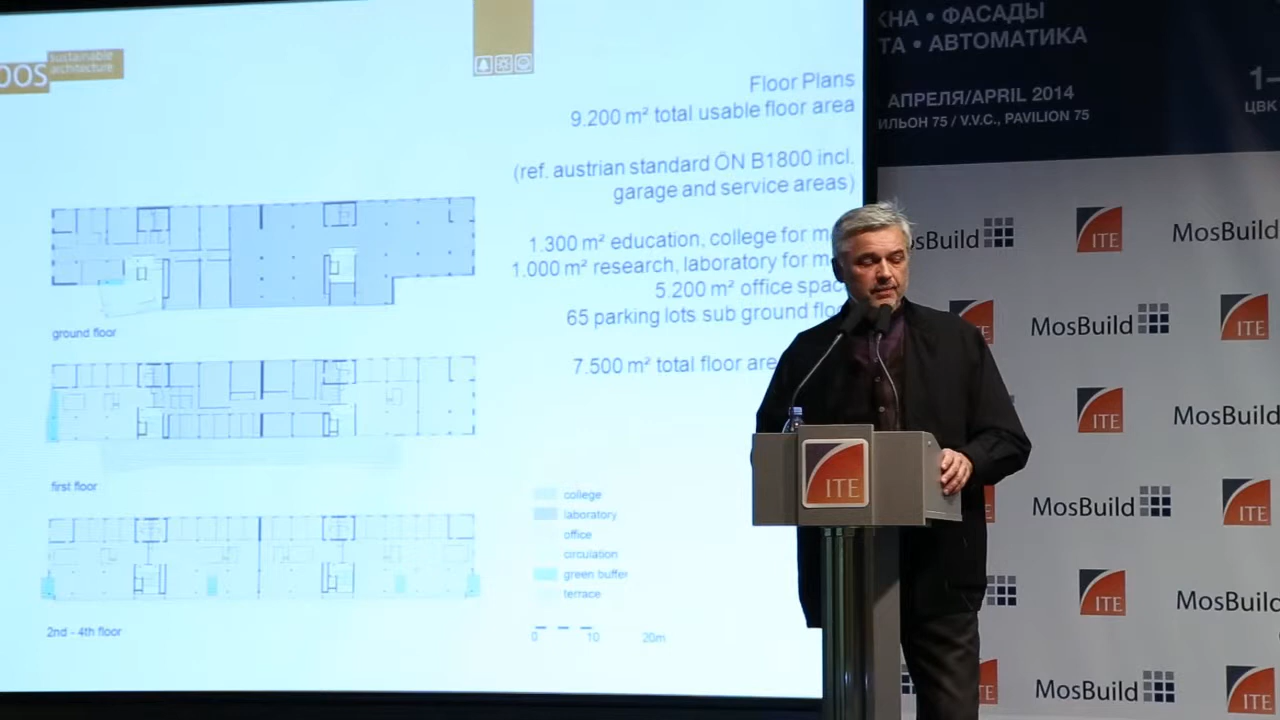 sustainable
architecture
Floor Plans
9.200 m² total usable floor area
(ref. austrian standard ÖN B1800 incl.
garage and service areas)
1.300 m² education, college for
1.000 m² research, laboratory for
5.200 m² office
65 parking lots sub ground
7.500 m² total floor
ground floor
first floor
2nd - 4th floor
college
laboratory
office
circulation
green buffer
terrace
0 10 20m
• ФАСАДЫ
• АВТОМАТИКА
АПРЕЛЯ/APRIL 2014
75 / V.V.C., PAVILION 75
ЦВК
ITE
MosBuild
ITE
MosBuild
ITE
ITE
MosBuild
MosBuild
ITE
ITE
MosBuild
MosBuild
ITE
ITE